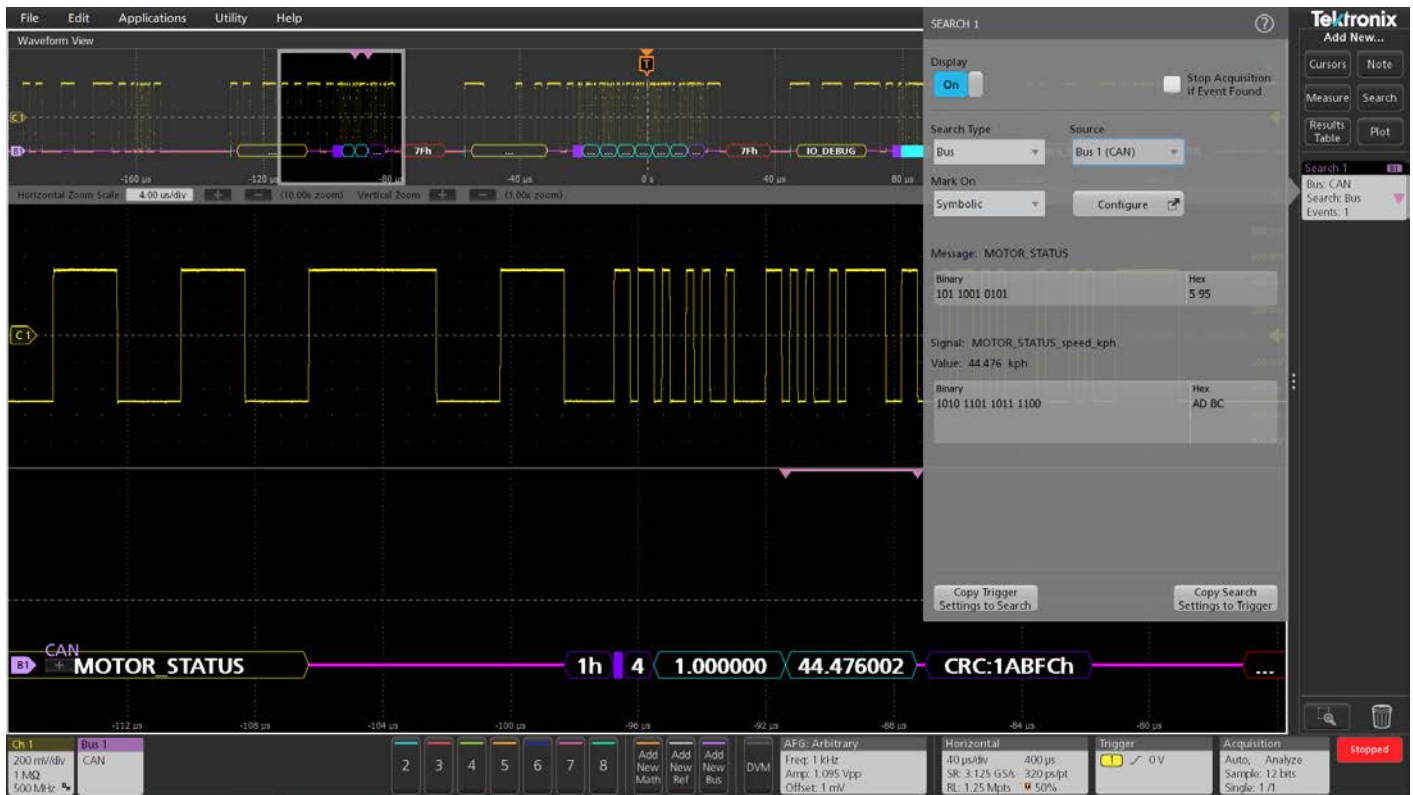 File Edit Applications Utility Help
Waveform View
C1
B1
... ... 7Fh ... ... ... ... ... ... ... ... 7Fh IO_DEBUG
-160 µs -120 µs -80 µs -40 µs 0 s 40 µs 80 µs
Horizontal Zoom Scale 4.00 us/div + − (10.00x zoom) Vertical Zoom + − (1.00x zoom)
T
C1
CAN
B1 + MOTOR_STATUS 1h 4 1.000000 44.476002 CRC:1ABFCh ...
-112 µs -108 µs -104 µs -100 µs -96 µs -92 µs -88 µs -84 µs -80 µs
SEARCH 1 ?
Display
On
Stop Acquisition
if Event Found
Search Type Source
Bus Bus 1 (CAN)
Mark On
Symbolic Configure
Message: MOTOR_STATUS
Binary Hex
101 1001 0101 5 95
Signal: MOTOR_STATUS_speed_kph
Value: 44.476 kph
Binary Hex
1010 1101 1011 1100 AD BC
Copy Trigger
Settings to Search
Copy Search
Settings to Trigger
Tektronix
Add New...
Cursors Note
Measure Search
Results
Table
Plot
Search 1 B1
Bus: CAN
Search: Bus
Events: 1
Ch 1
200 mV/div
1 MΩ
500 MHz
Bus 1
CAN
2 3 4 5 6 7 8
Add
New
Math
Add
New
Ref
Add
New
Bus
DVM
AFG: Arbitrary
Freq: 1 kHz
Amp: 1.095 Vpp
Offset: 1 mV
Horizontal
40 µs/div 400 µs
SR: 3.125 GS/s 320 ps/pt
RL: 1.25 Mpts 50%
Trigger
1 0 V
Acquisition
Auto, Analyze
Sample: 12 bits
Single: 1 /1
Stopped